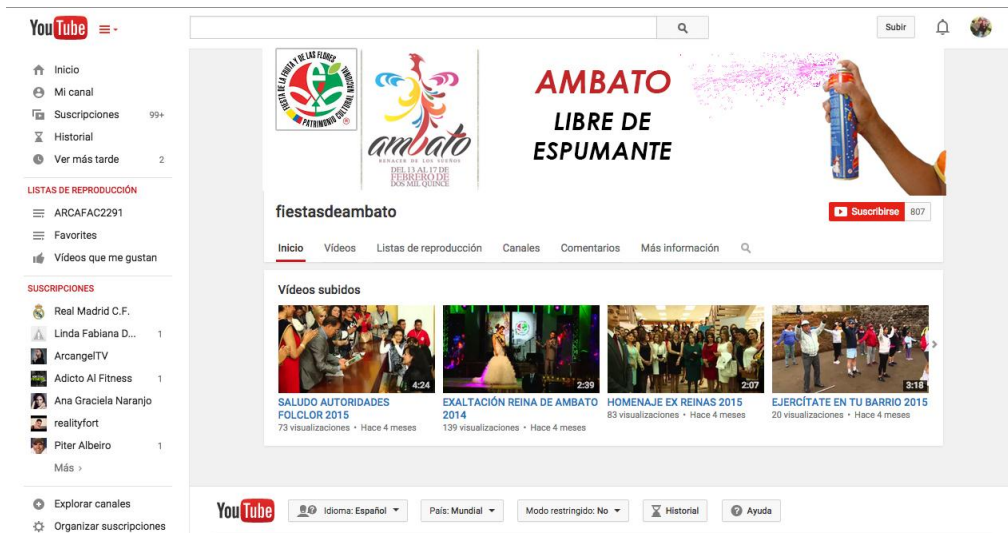 YouTube
Subir
Inicio
Mi canal
Suscripciones 99+
Historial
Ver más tarde 2
LISTAS DE REPRODUCCIÓN
ARCAFAC2291
Favorites
Vídeos que me gustan
SUSCRIPCIONES
Real Madrid C.F.
Linda Fabiana D... 1
ArcangelTV
Adicto Al Fitness 1
Ana Graciela Naranjo
realityfort
Piter Albeiro 1
Más ›
Explorar canales
Organizar suscripciones
FIESTA DE LA FRUTA Y DE LAS FLORES
PATRIMONIO CULTURAL NACIONAL
ambato
RENACER DE LOS SUEÑOS
DEL 13 AL 17 DE
FEBRERO DE
DOS MIL QUINCE
AMBATO
LIBRE DE
ESPUMANTE
fiestasdeambato
Suscribirse 807
Inicio Vídeos Listas de reproducción Canales Comentarios Más información
Vídeos subidos
4:24
SALUDO AUTORIDADES
FOLCLOR 2015
73 visualizaciones • Hace 4 meses
2:39
EXALTACIÓN REINA DE AMBATO
2014
139 visualizaciones • Hace 4 meses
2:07
HOMENAJE EX REINAS 2015
83 visualizaciones • Hace 4 meses
3:18
EJERCÍTATE EN TU BARRIO 2015
20 visualizaciones • Hace 4 meses
YouTube
Idioma: Español
País: Mundial
Modo restringido: No
Historial
Ayuda